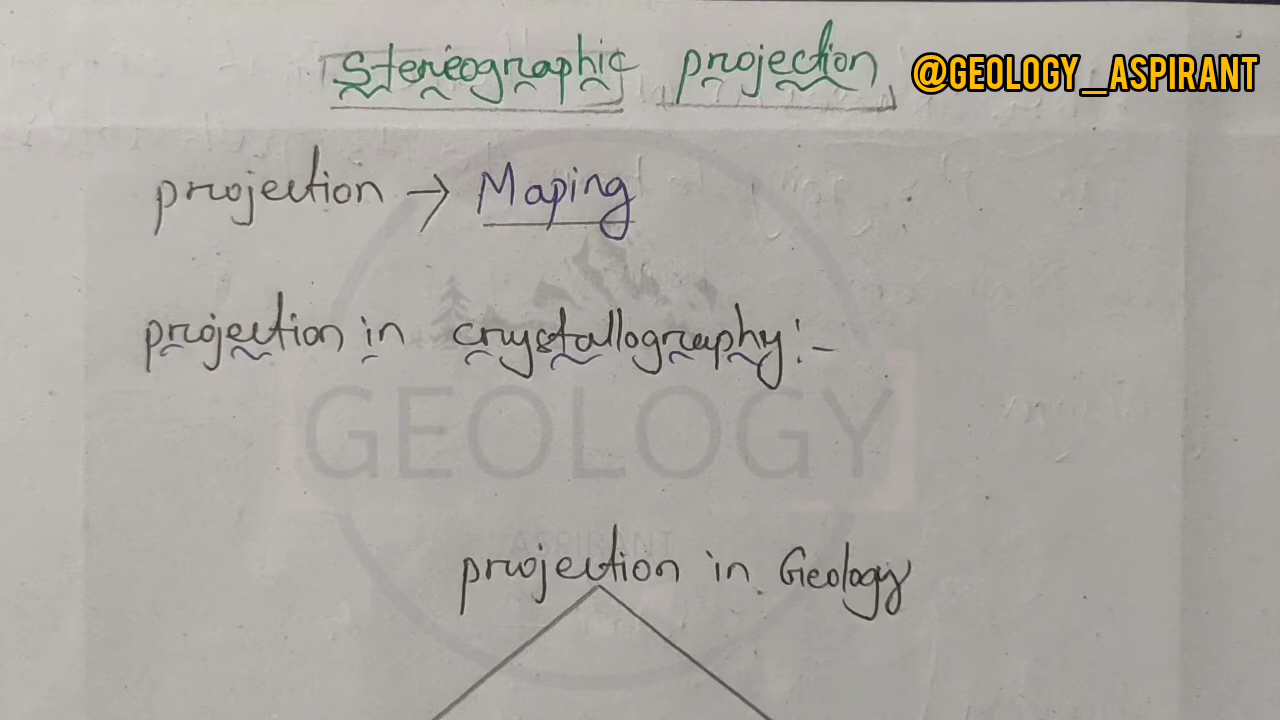 Stereographic projection @GEOLOGY_ASPIRANT
projection → Maping
projection in crystallography:-
GEOLOGY
ASPIRANT
projection in Geology